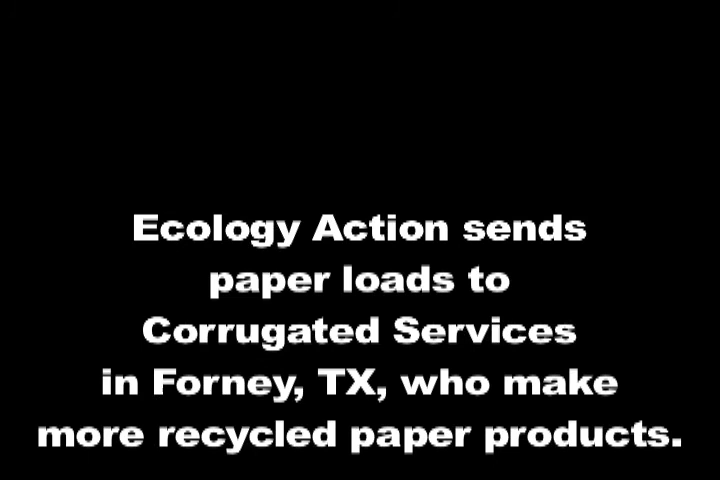 Ecology Action sends
paper loads to
Corrugated Services
in Forney, TX, who make
more recycled paper products.